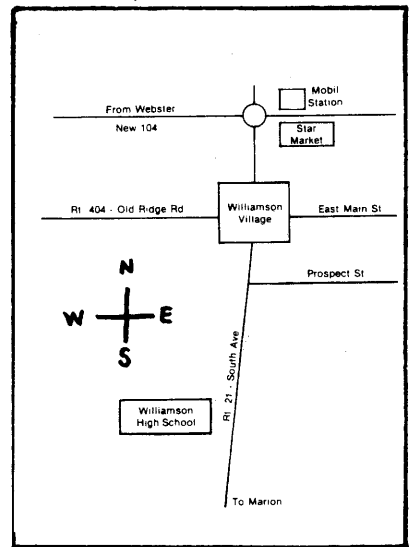 Mobil
Station
From Webster
New 104
Star
Market
Rt 404 - Old Ridge Rd
Williamson
Village
East Main St
Prospect St
N
W
E
S
Rt 21 - South Ave
Williamson
High School
To Marion